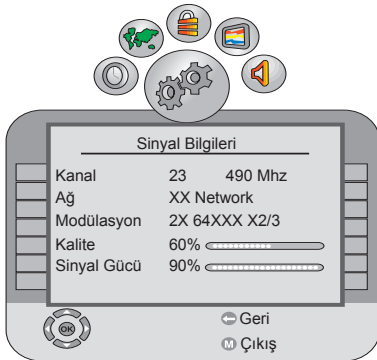 Sinyal Bilgileri
Kanal 23 490 Mhz
Ağ XX Network
Modülasyon 2X 64XXX X2/3
Kalite 60%
Sinyal Gücü 90%
OK
Geri
M Çıkış